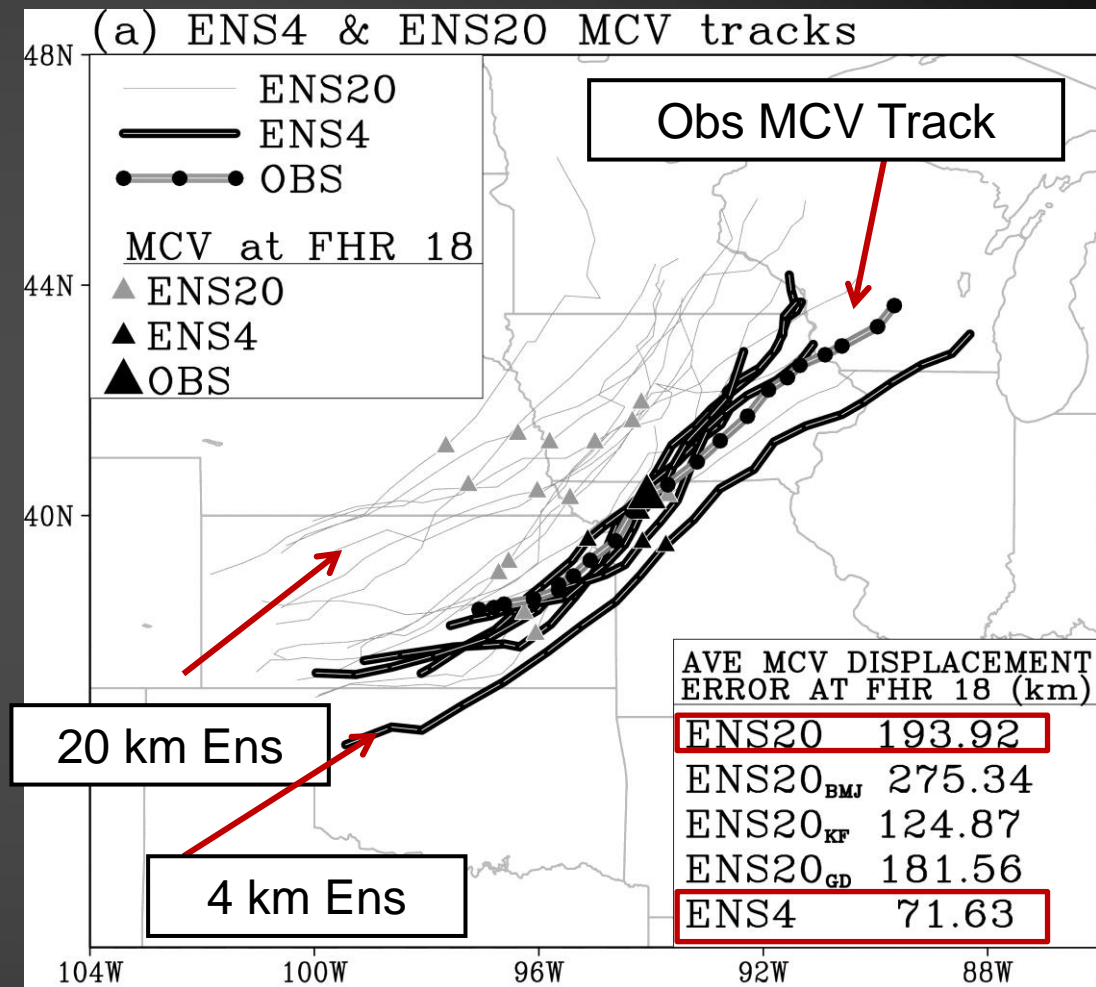 (a) ENS4 & ENS20 MCV tracks
48N
ENS20
ENS4
OBS
Obs MCV Track
MCV at FHR 18
ENS20
ENS4
OBS
44N
40N
20 km Ens
4 km Ens
AVE MCV DISPLACEMENT
ERROR AT FHR 18 (km)
ENS20 193.92
ENS20BMJ 275.34
ENS20KF 124.87
ENS20GD 181.56
ENS4 71.63
104W 100W 96W 92W 88W